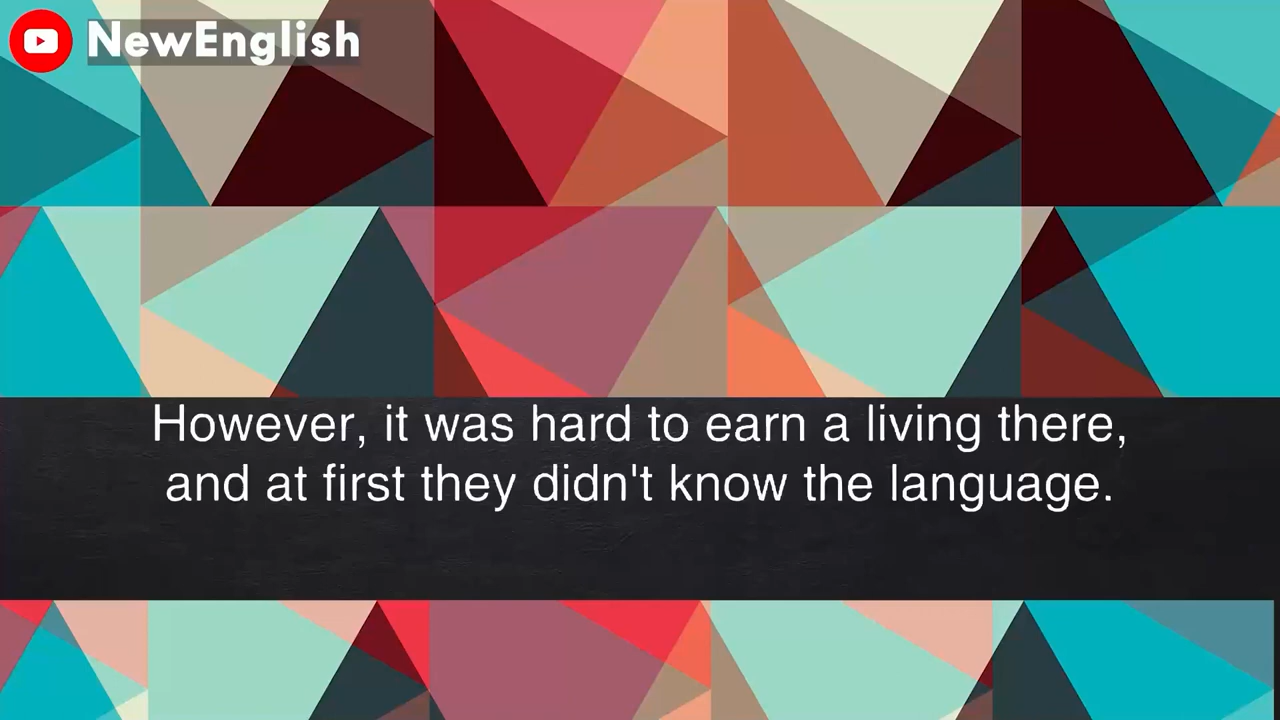 NewEnglish
However, it was hard to earn a living there,
and at first they didn't know the language.